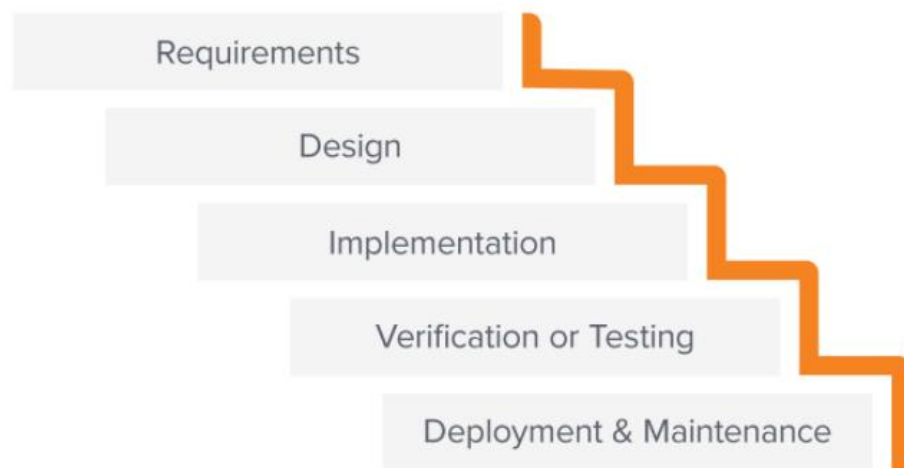 Requirements
Design
Implementation
Verification or Testing
Deployment & Maintenance